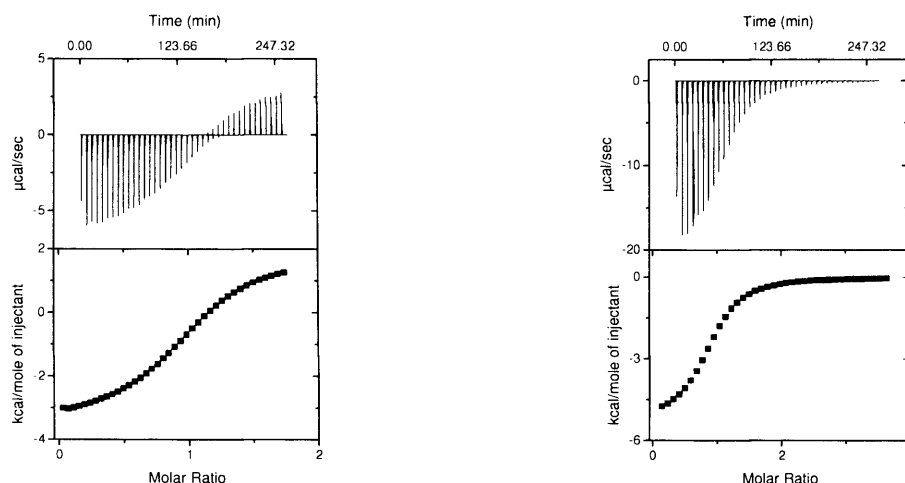 Time (min)
0.00 123.66 247.32
5
0
-5
µcal/sec
2
0
-2
-4
kcal/mole of injectant
0 1 2
Molar Ratio
Time (min)
0.00 123.66 247.32
-0
-10
-20
µcal/sec
0
-3
-6
kcal/mole of injectant
0 2
Molar Ratio